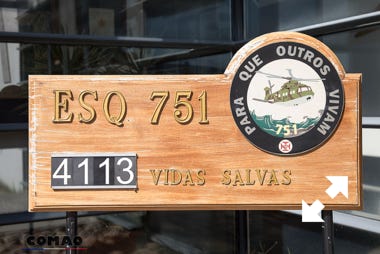 ESQ 751
PARA QUE OUTROS VIVAM
751
4113 VIDAS SALVAS
COMAO